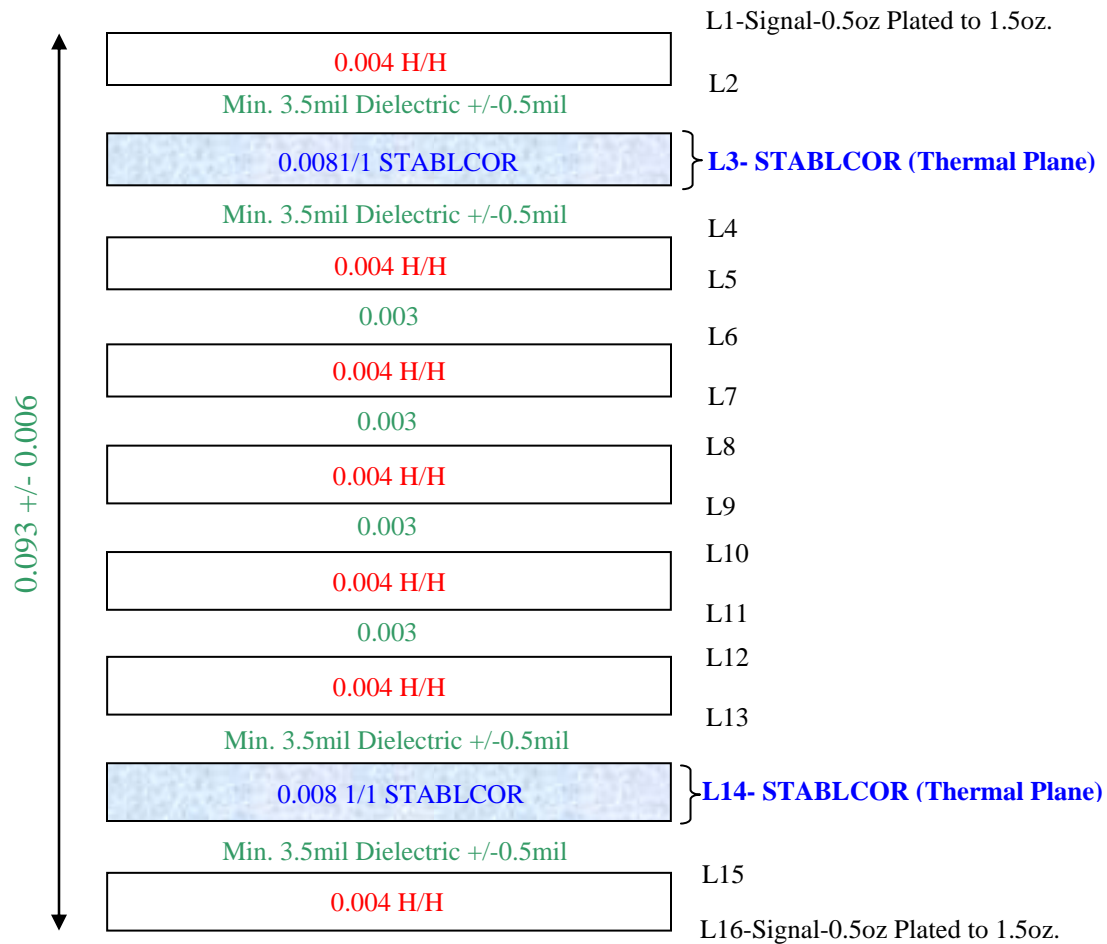 L1-Signal-0.5oz Plated to 1.5oz.
0.004 H/H
L2
Min. 3.5mil Dielectric +/-0.5mil
0.0081/1 STABLCOR
L3- STABLCOR (Thermal Plane)
Min. 3.5mil Dielectric +/-0.5mil
L4
0.004 H/H
L5
0.003
L6
0.004 H/H
L7
0.003
L8
0.093 +/- 0.006
0.004 H/H
L9
0.003
L10
0.004 H/H
L11
0.003
L12
0.004 H/H
L13
Min. 3.5mil Dielectric +/-0.5mil
0.008 1/1 STABLCOR
L14- STABLCOR (Thermal Plane)
Min. 3.5mil Dielectric +/-0.5mil
L15
0.004 H/H
L16-Signal-0.5oz Plated to 1.5oz.